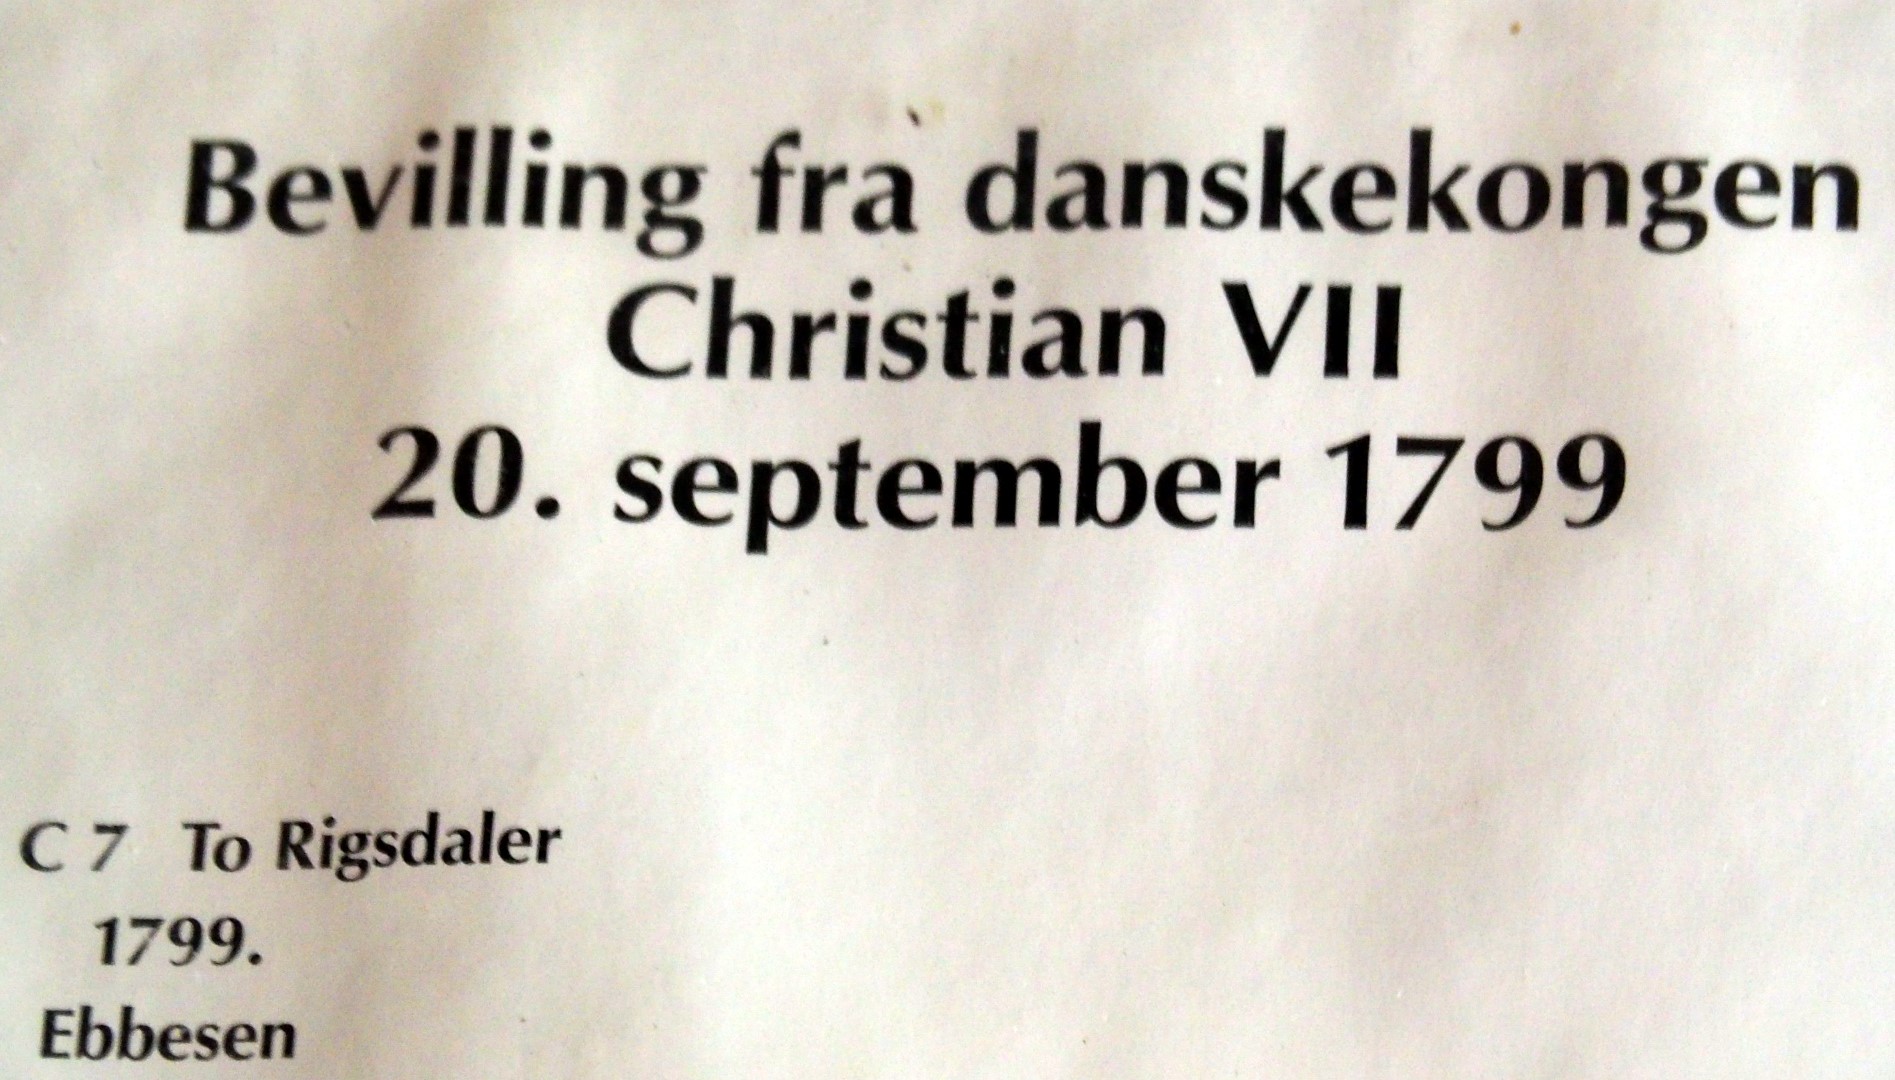 Bevilling fra danskekongen
Christian VII
20. september 1799
C 7 To Rigsdaler
1799.
Ebbesen